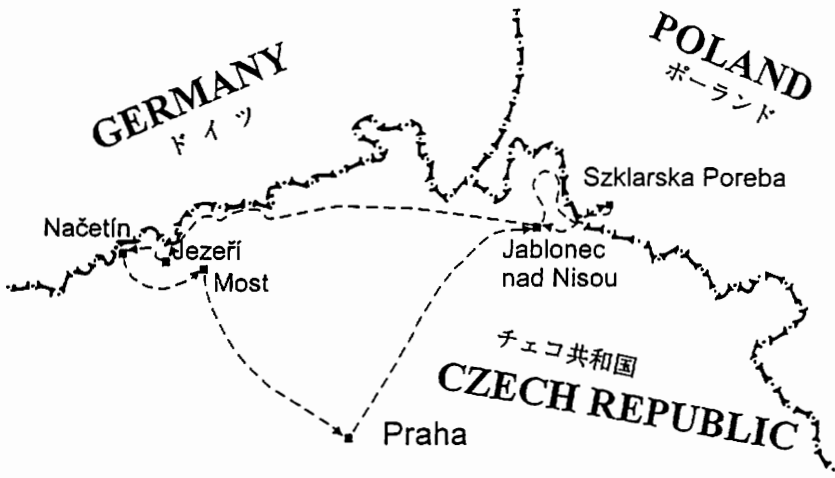 GERMANY
ドイツ
POLAND
ポーランド
Szklarska Poreba
Načetín
Jezeří
Most
Jablonec
nad Nisou
チェコ共和国
CZECH REPUBLIC
Praha